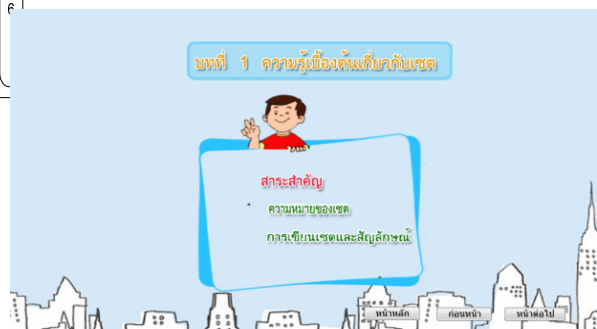 6
บทที่ 1 ความรู้เบื้องต้นเกี่ยวกับเซต
สาระสำคัญ
ความหมายของเซต
การเขียนเซตและสัญลักษณ์
หน้าหลัก ก่อนหน้า หน้าต่อไป